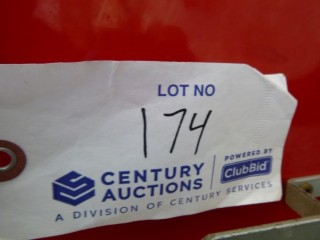 LOT NO
174
CENTURY AUCTIONS
POWERED BY
ClubBid
A DIVISION OF CENTURY SERVICES